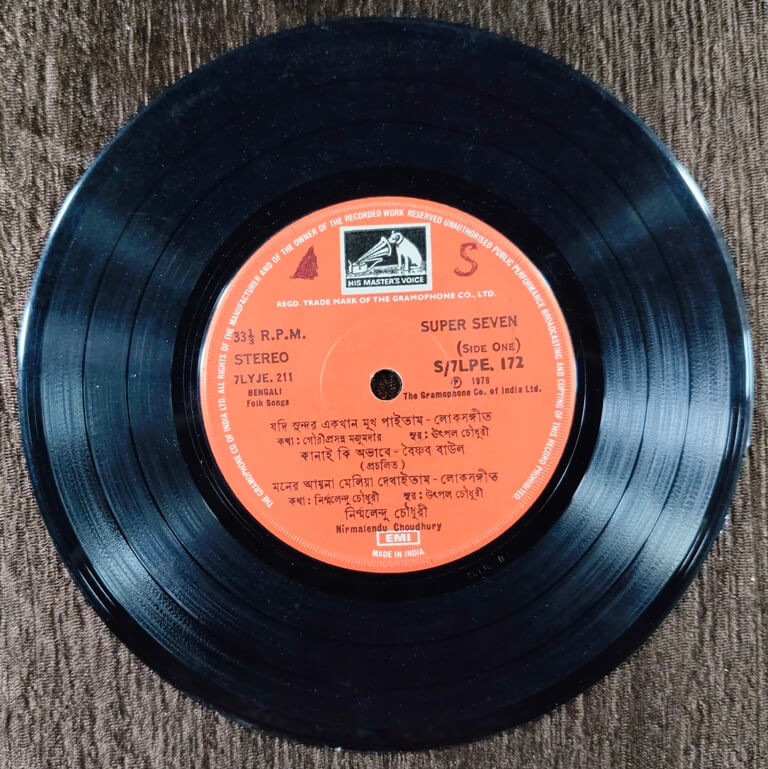 THE GRAMOPHONE CO. OF INDIA LTD. ALL RIGHTS OF THE MANUFACTURER AND OF THE OWNER OF THE RECORDED WORK RESERVED UNAUTHORISED PUBLIC PERFORMANCE BROADCASTING AND COPYING OF THIS RECORD PROHIBITED
HIS MASTER'S VOICE
S
REGD. TRADE MARK OF THE GRAMOPHONE CO., LTD.
33⅓ R.P.M.
STEREO
7LYJE. 211
BENGALI
Folk Songs
SUPER SEVEN
(SIDE ONE)
S/7LPE. 172
℗ 1978
The Gramophone Co. of India Ltd.
যদি সুন্দর একখান মুখ পাইতাম - লোকসঙ্গীত
কথা: গৌরীপ্রসন্ন মজুমদার সুর: উৎপল চৌধুরী
কানাই কি অভাবে - বৈষ্ণব বাউল
(প্রচলিত)
মনের আয়না মেলিয়া দেখাইতাম - লোকসঙ্গীত
কথা: নির্ম্মলেন্দু চৌধুরী সুর: উৎপল চৌধুরী
নির্ম্মলেন্দু চৌধুরী
Nirmalendu Choudhury
EMI
MADE IN INDIA